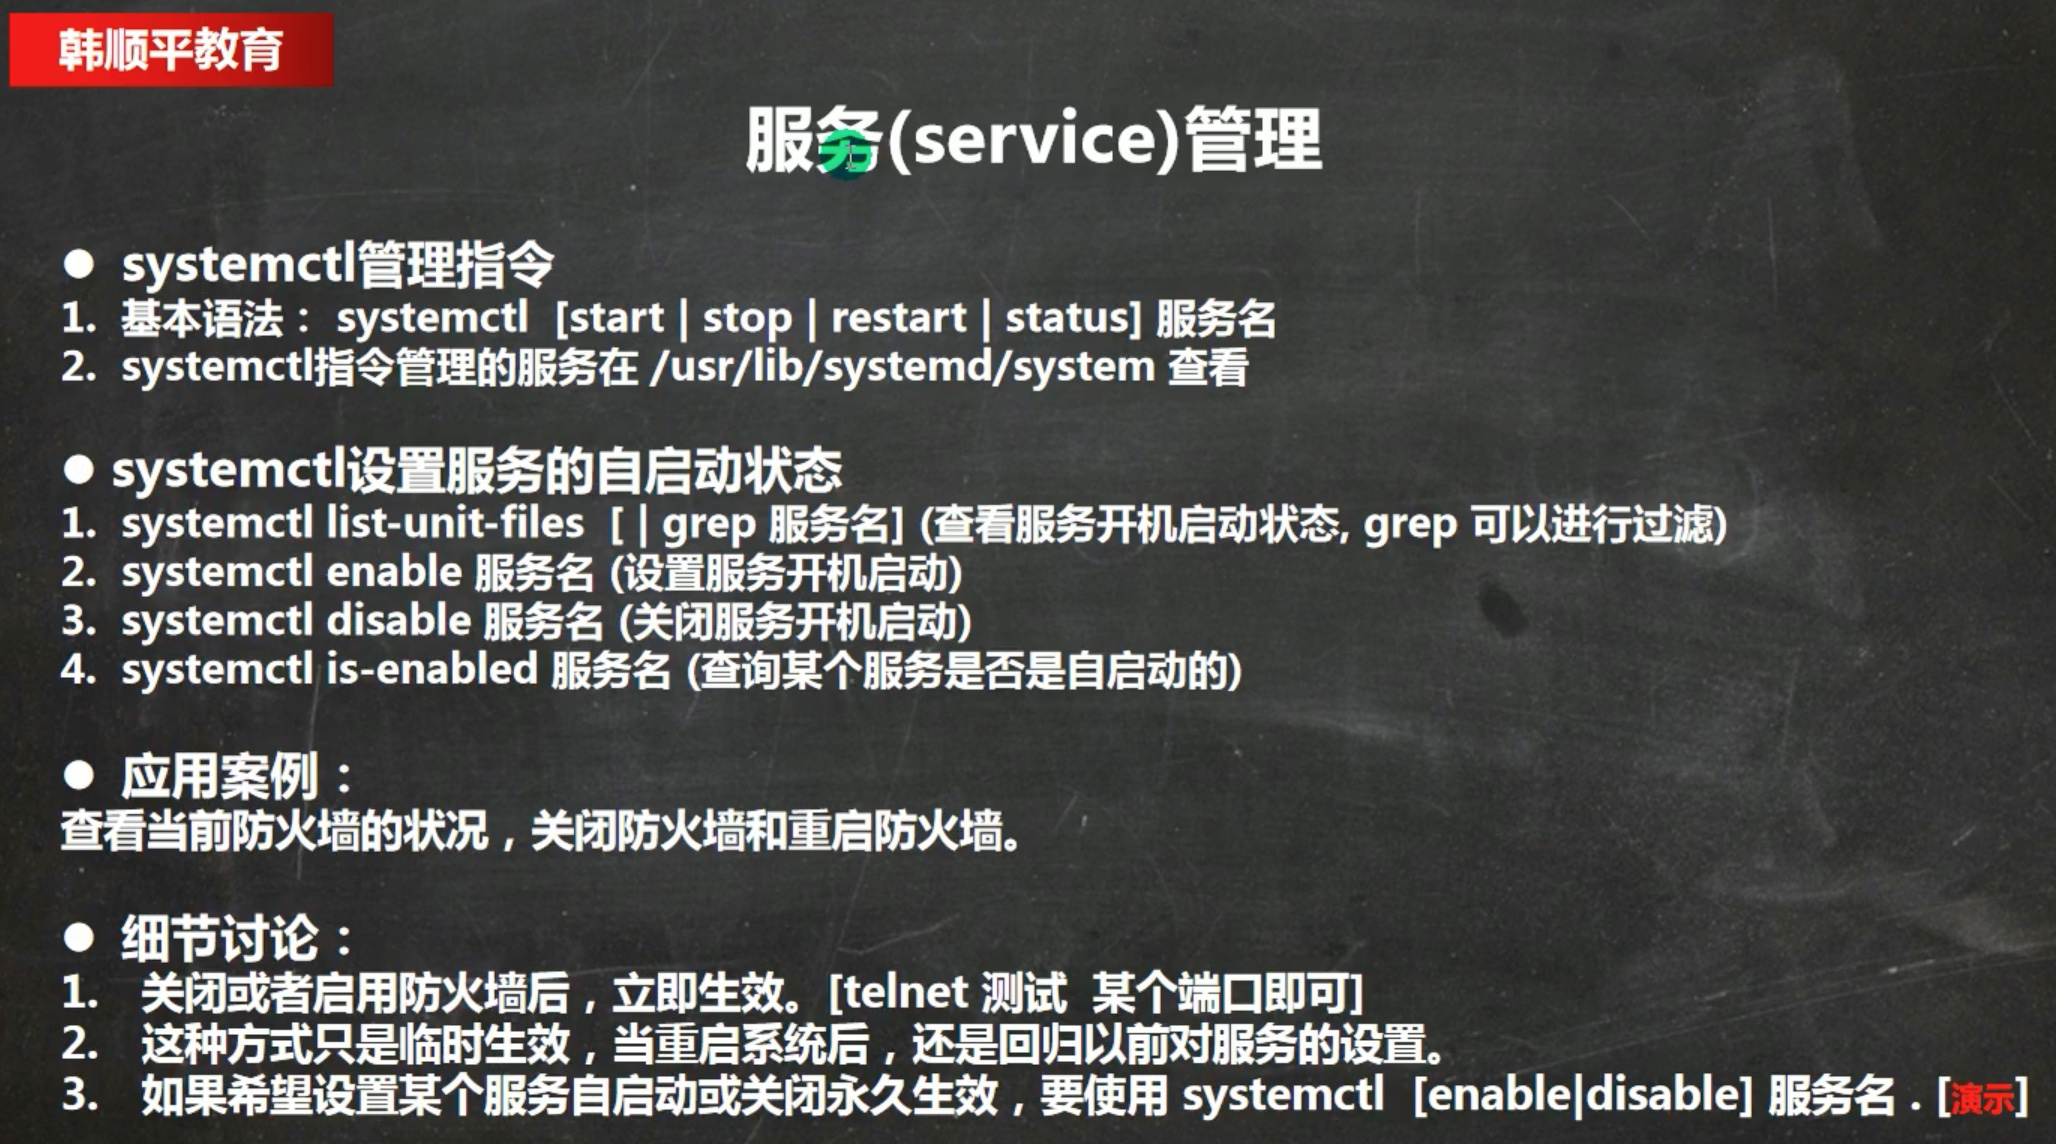 韩顺平教育
服务(service)管理
● systemctl管理指令
1. 基本语法： systemctl [start | stop | restart | status] 服务名
2. systemctl指令管理的服务在 /usr/lib/systemd/system 查看
● systemctl设置服务的自启动状态
1. systemctl list-unit-files [ | grep 服务名] (查看服务开机启动状态, grep 可以进行过滤)
2. systemctl enable 服务名 (设置服务开机启动)
3. systemctl disable 服务名 (关闭服务开机启动)
4. systemctl is-enabled 服务名 (查询某个服务是否是自启动的)
● 应用案例：
查看当前防火墙的状况，关闭防火墙和重启防火墙。
● 细节讨论：
1. 关闭或者启用防火墙后，立即生效。[telnet 测试 某个端口即可]
2. 这种方式只是临时生效，当重启系统后，还是回归以前对服务的设置。
3. 如果希望设置某个服务自启动或关闭永久生效，要使用 systemctl [enable|disable] 服务名 . [演示]